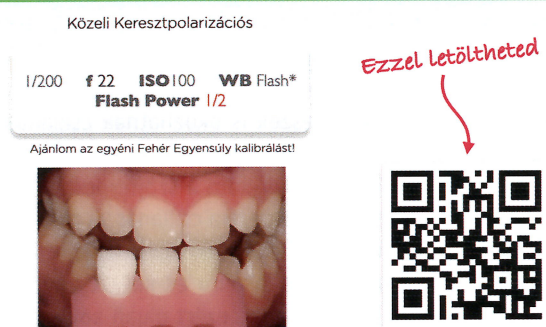 Közeli Keresztpolarizációs
1/200 f 22 ISO100 WB Flash*
Flash Power 1/2
Ajánlom az egyéni Fehér Egyensúly kalibrálást!
Ezzel letöltheted